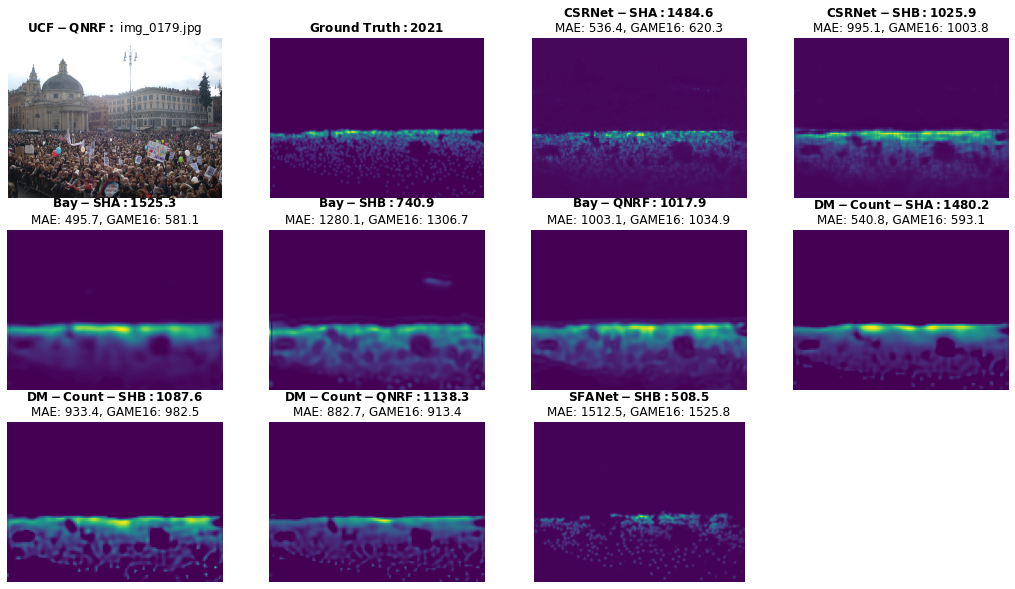 UCF − QNRF : img_0179.jpg
Ground Truth : 2021
CSRNet − SHA : 1484.6
MAE: 536.4, GAME16: 620.3
CSRNet − SHB : 1025.9
MAE: 995.1, GAME16: 1003.8
Bay − SHA : 1525.3
MAE: 495.7, GAME16: 581.1
Bay − SHB : 740.9
MAE: 1280.1, GAME16: 1306.7
Bay − QNRF : 1017.9
MAE: 1003.1, GAME16: 1034.9
DM − Count − SHA : 1480.2
MAE: 540.8, GAME16: 593.1
DM − Count − SHB : 1087.6
MAE: 933.4, GAME16: 982.5
DM − Count − QNRF : 1138.3
MAE: 882.7, GAME16: 913.4
SFANet − SHB : 508.5
MAE: 1512.5, GAME16: 1525.8